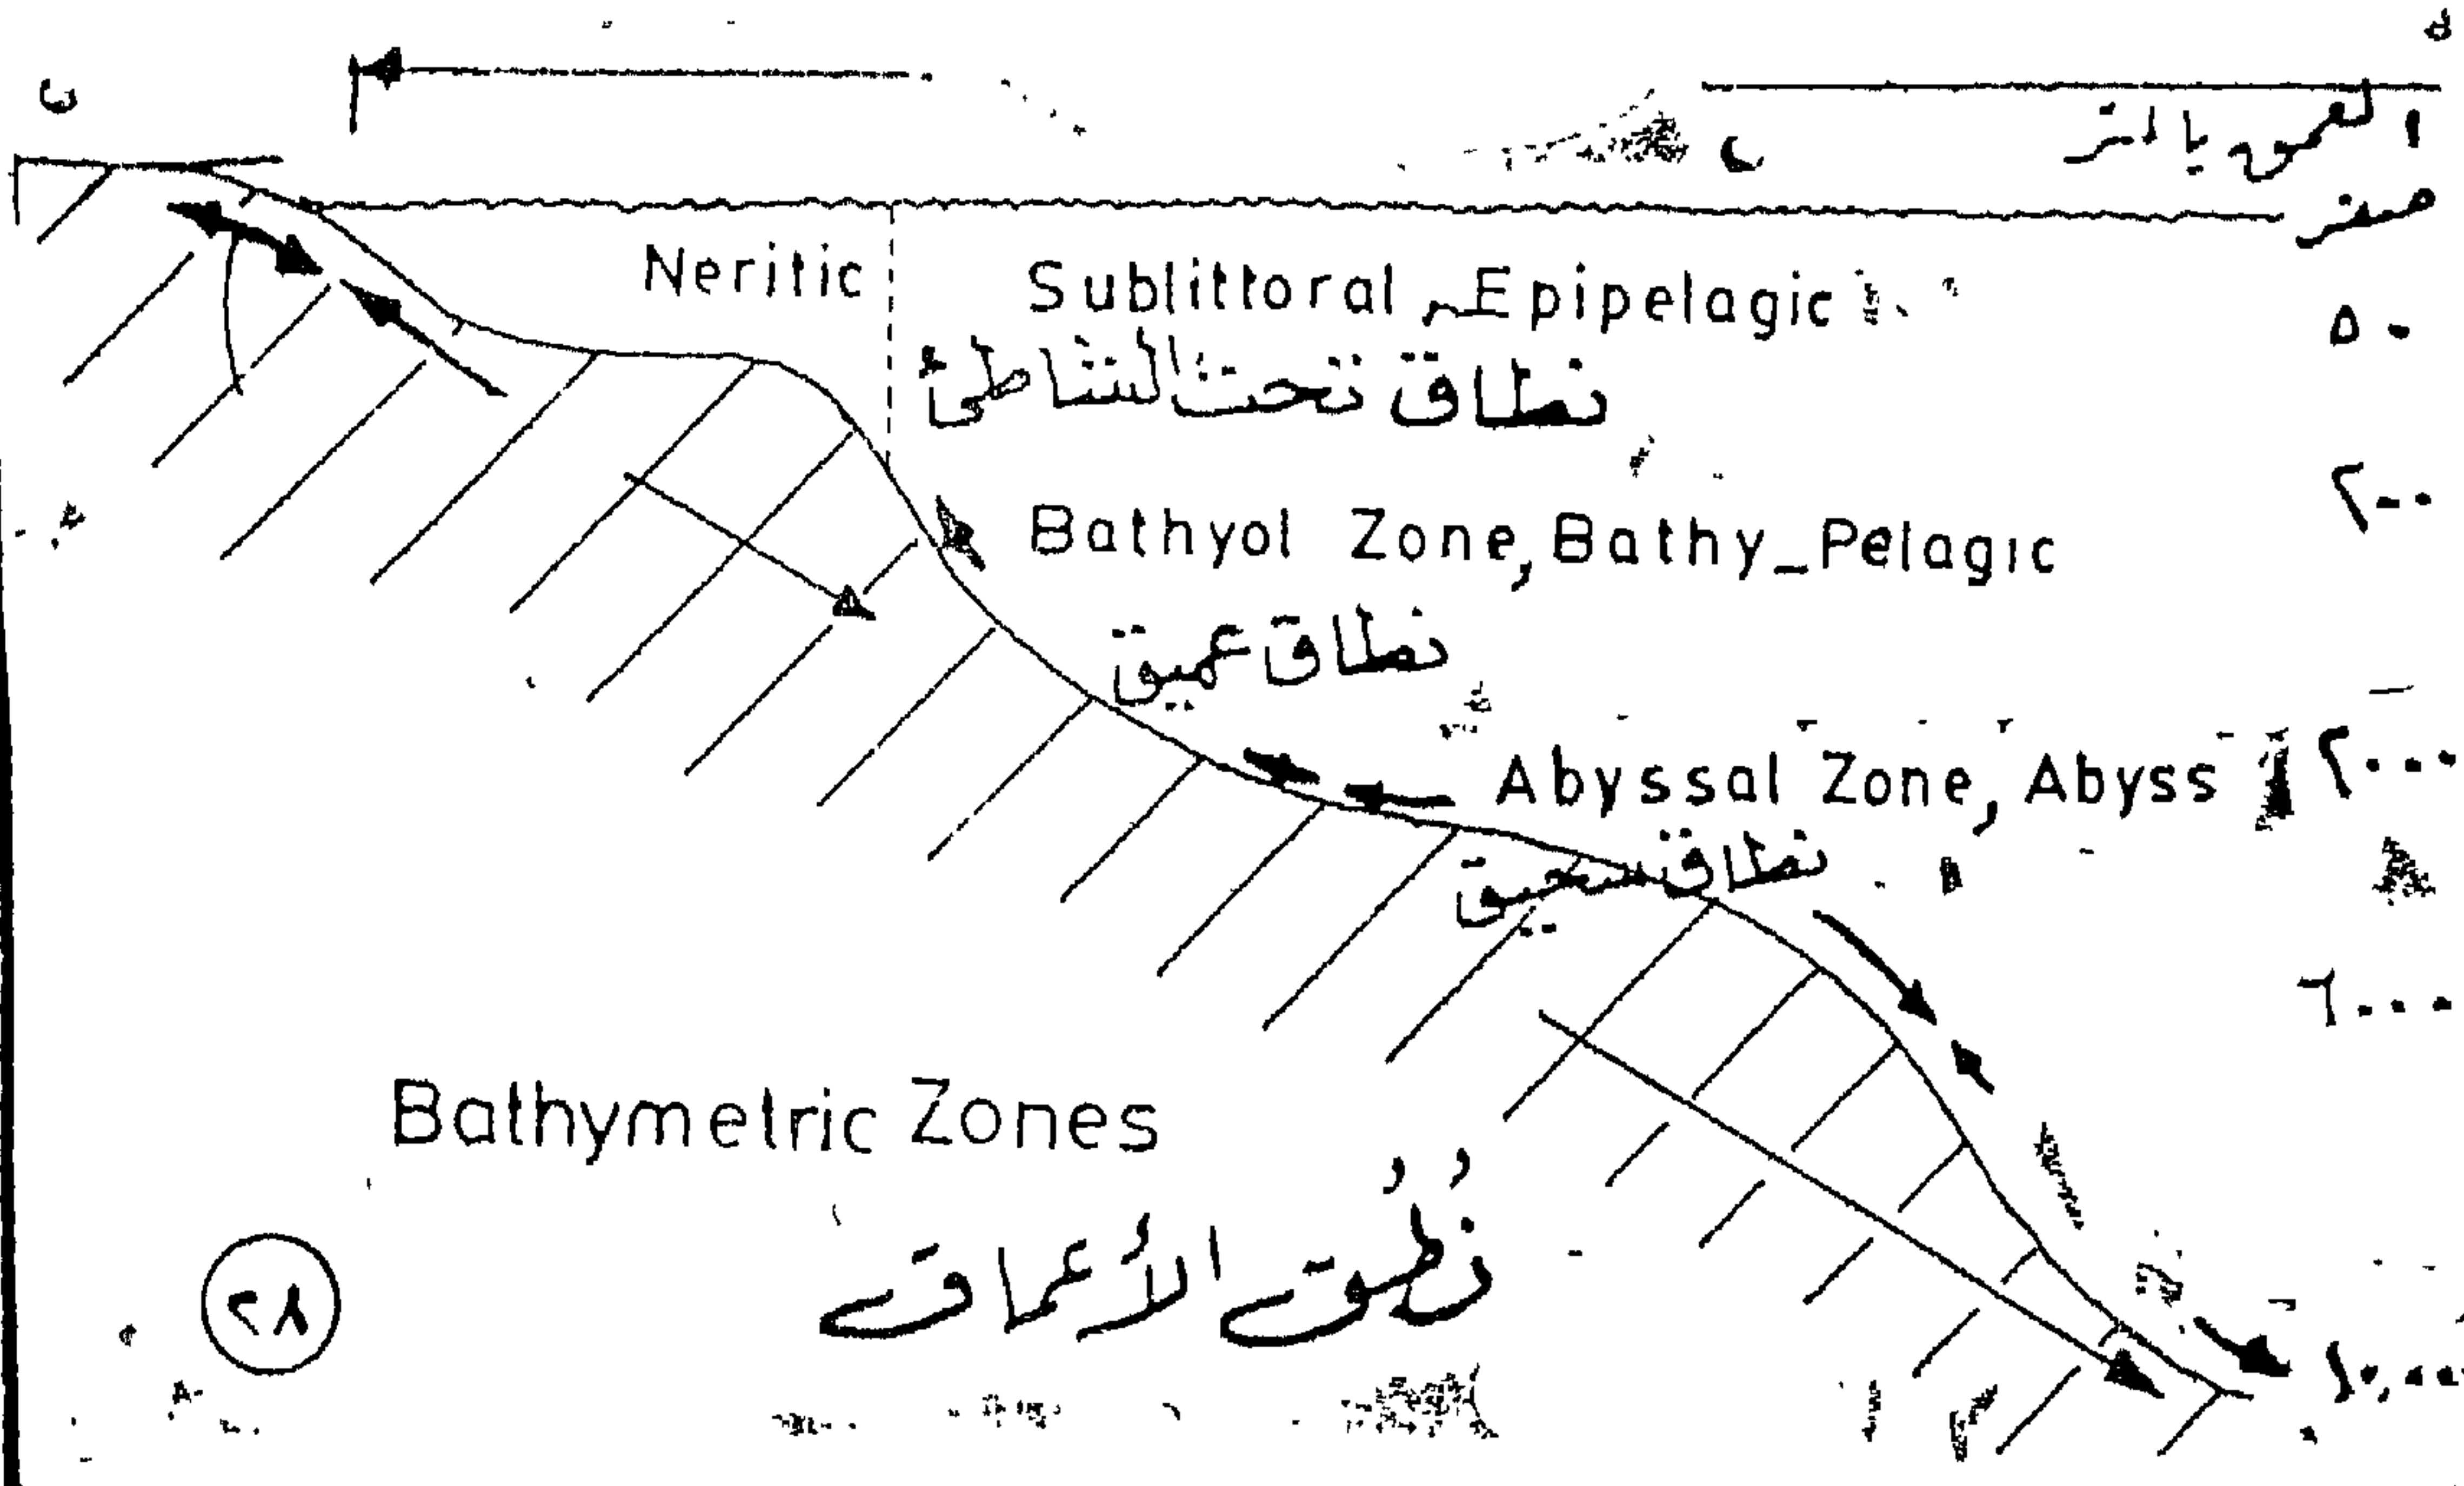 العمق بالمتر
صفر
Neritic
Sublittoral, Epipelagic
٥٠
نطاق تحت الشاطئ
٢٠٠
Bathyol Zone, Bathy_Pelagic
نطاق عميق
Abyssal Zone, Abyss
٢٠٠٠
نطاق سحيق
٦٠٠٠
Bathymetric Zones
نُطُوق الأعماق
٢٨
١٠,٠٠٠